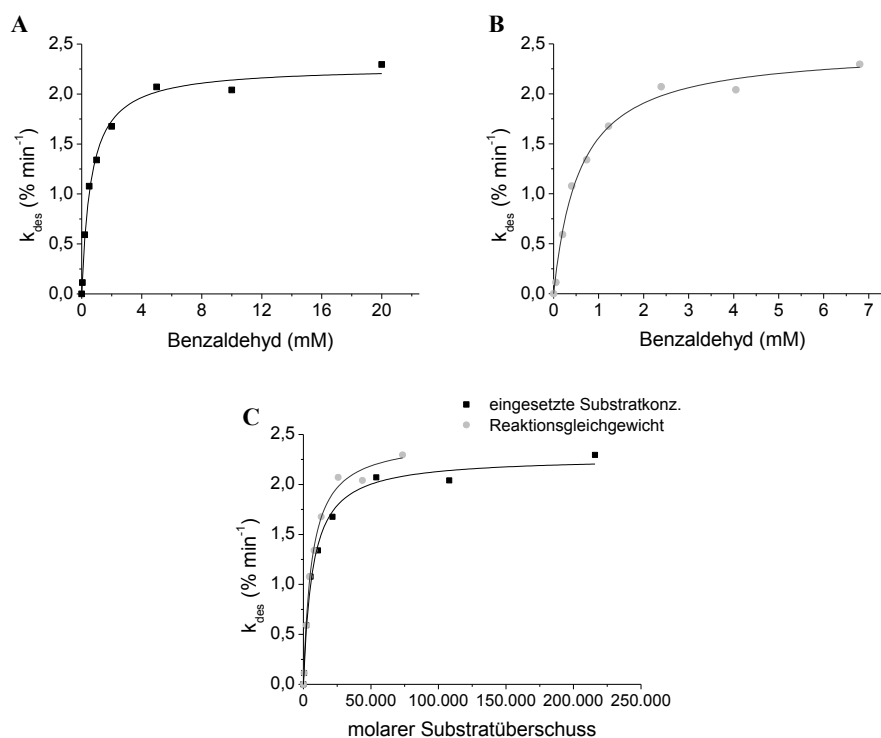 A
2,5
2,0
1,5
1,0
0,5
0,0
k_des (% min⁻¹)
0 4 8 12 16 20
Benzaldehyd (mM)
B
2,5
2,0
1,5
1,0
0,5
0,0
k_des (% min⁻¹)
0 1 2 3 4 5 6 7
Benzaldehyd (mM)
C
eingesetzte Substratkonz.
Reaktionsgleichgewicht
2,5
2,0
1,5
1,0
0,5
0,0
k_des (% min⁻¹)
0 50.000 100.000 150.000 200.000 250.000
molarer Substratüberschuss